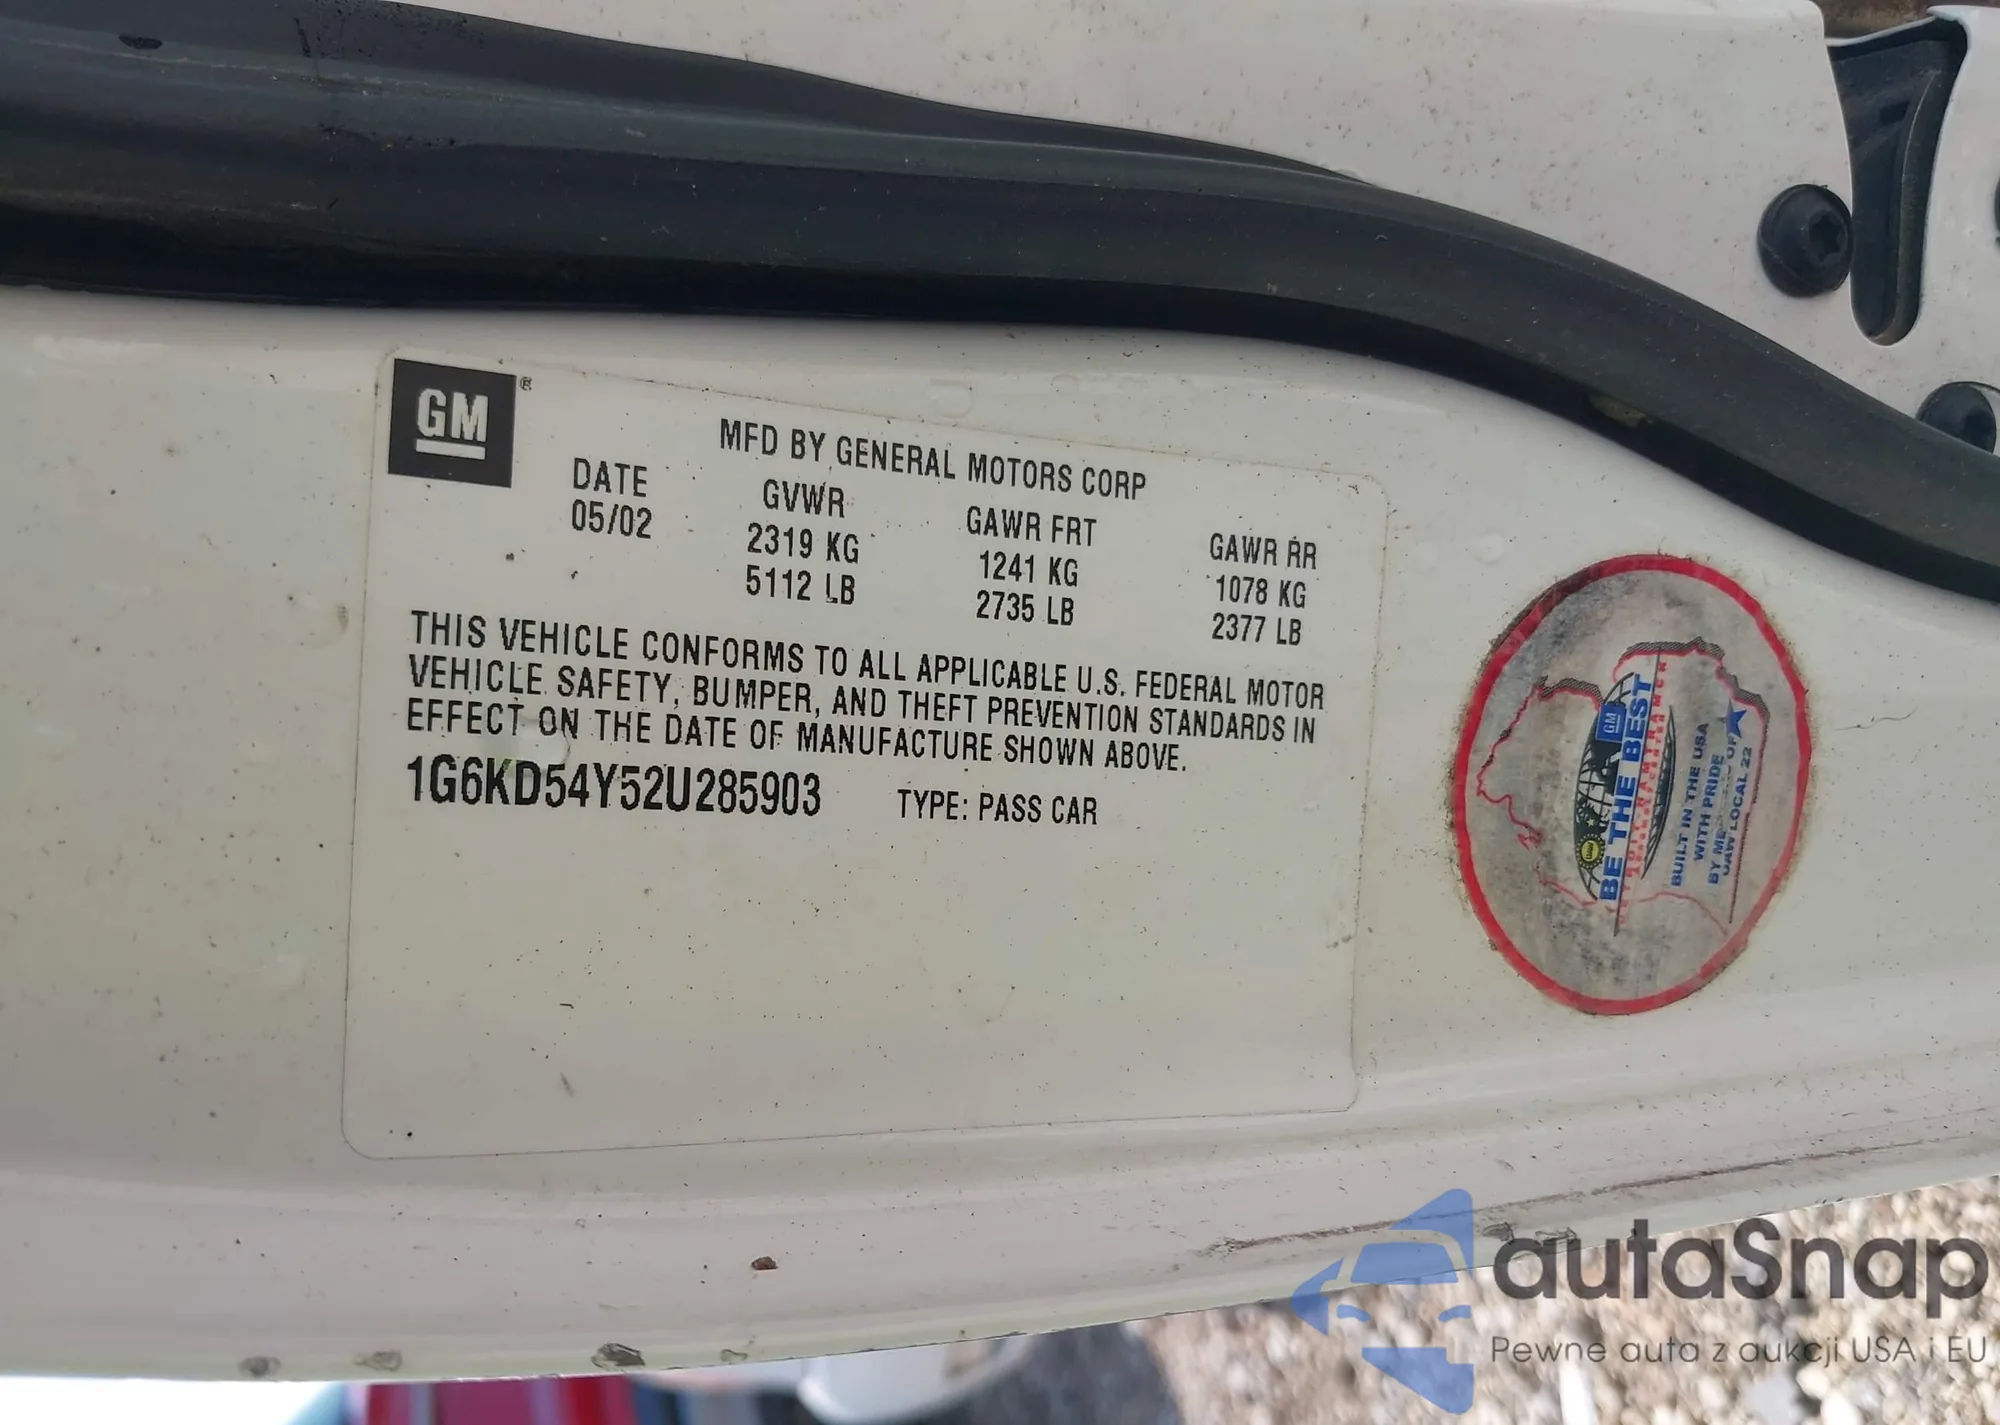 GM®
MFD BY GENERAL MOTORS CORP
DATE GVWR GAWR FRT GAWR RR
05/02 2319 KG 1241 KG 1078 KG
5112 LB 2735 LB 2377 LB
THIS VEHICLE CONFORMS TO ALL APPLICABLE U.S. FEDERAL MOTOR
VEHICLE SAFETY, BUMPER, AND THEFT PREVENTION STANDARDS IN
EFFECT ON THE DATE OF MANUFACTURE SHOWN ABOVE.
1G6KD54Y52U285903 TYPE: PASS CAR
GM
BE THE BEST
BUILT IN THE USA
WITH PRIDE
BY OF
UAW LOCAL 22
autaSnap
Pewne auta z aukcji USA i EU